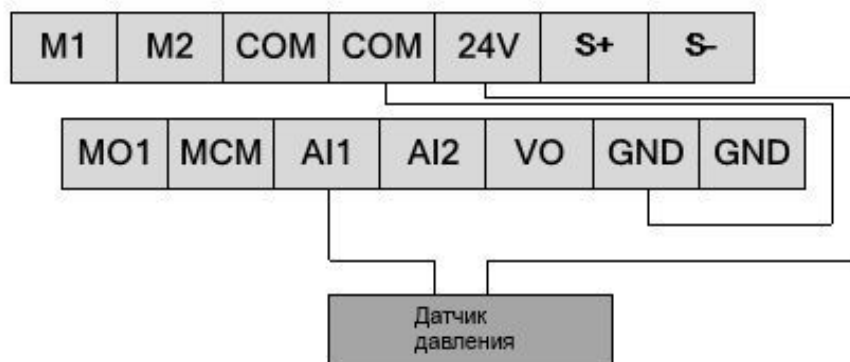 M1 M2 COM COM 24V S+ S-
MO1 MCM AI1 AI2 VO GND GND
Датчик
давления